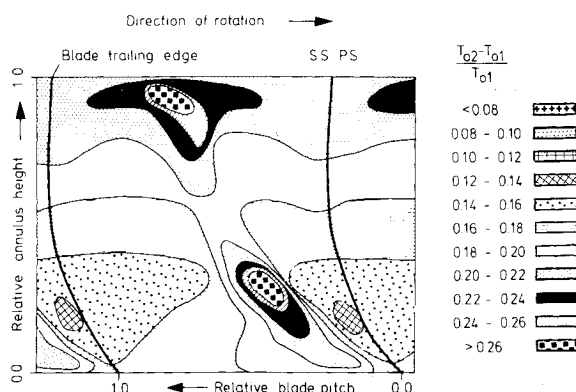 Direction of rotation
Blade trailing edge
SS PS
To2-To1
To1
1.0
Relative annulus height
0.0
1.0
Relative blade pitch
0.0
<0.08
0.08 - 0.10
0.10 - 0.12
0.12 - 0.14
0.14 - 0.16
0.16 - 0.18
0.18 - 0.20
0.20 - 0.22
0.22 - 0.24
0.24 - 0.26
>0.26